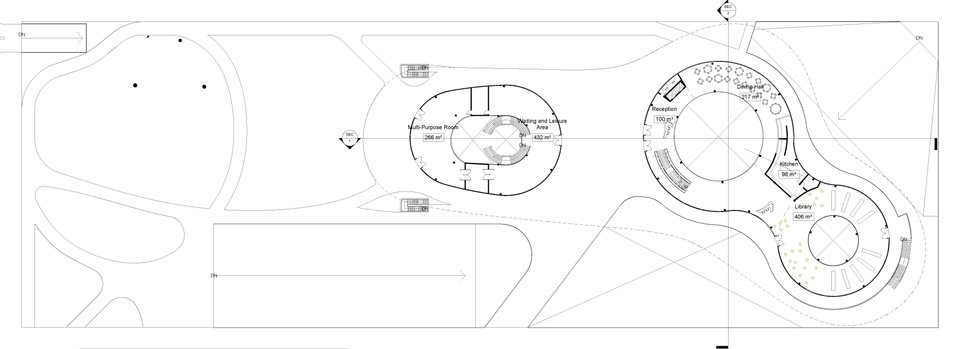 SEC
DN
DN
DN
Dining Hall
217 m²
Reception
100 m²
Multi-Purpose Room
266 m²
Waiting and Leisure
Area
432 m²
DN
DN
SEC
Kitchen
98 m²
DN
Library
406 m²
DN
DN